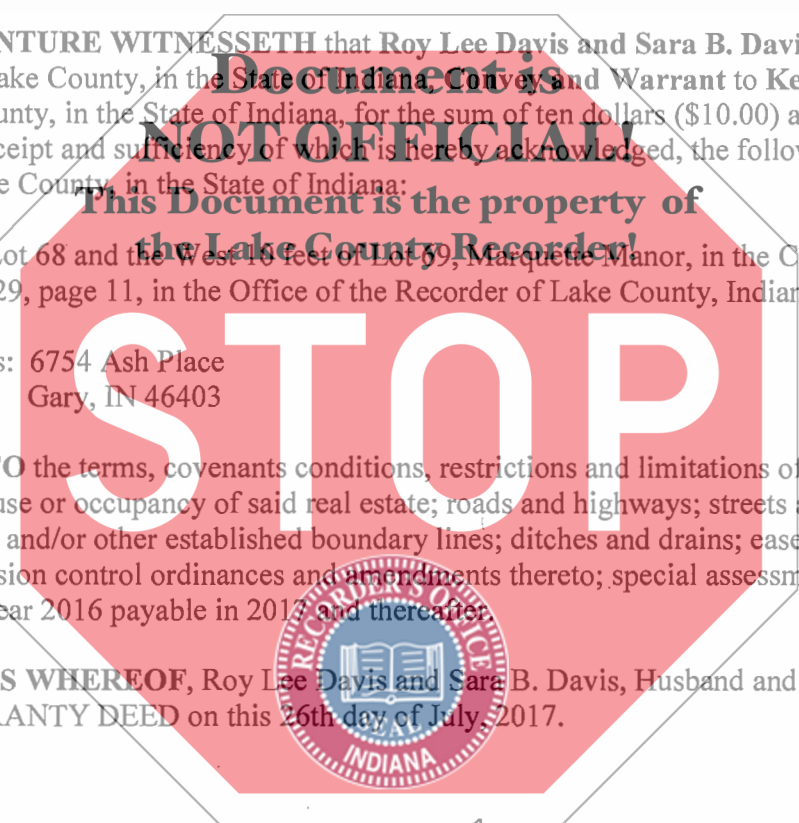 NTURE WITNESSETH that Roy Lee Davis and Sara B. Davi
ake County, in the State of Indiana, Convey and Warrant to Ke
Document is
unty, in the State of Indiana, for the sum of ten dollars ($10.00) a
NOT OFFICIAL!
ceipt and sufficiency of which is hereby acknowledged, the follow
e County, in the State of Indiana:
This Document is the property of
the Lake County Recorder!
ot 68 and the West 16 feet of Lot 69, Marquette Manor, in the C
29, page 11, in the Office of the Recorder of Lake County, Indian
STOP
s: 6754 Ash Place
Gary, IN 46403
O the terms, covenants conditions, restrictions and limitations of
use or occupancy of said real estate; roads and highways; streets a
and/or other established boundary lines; ditches and drains; ease
sion control ordinances and amendments thereto; special assessm
ear 2016 payable in 2017 and thereafter.
RECORDER'S OFFICE
SEAL
INDIANA
S WHEREOF, Roy Lee Davis and Sara B. Davis, Husband and
RANTY DEED on this 26th day of July, 2017.